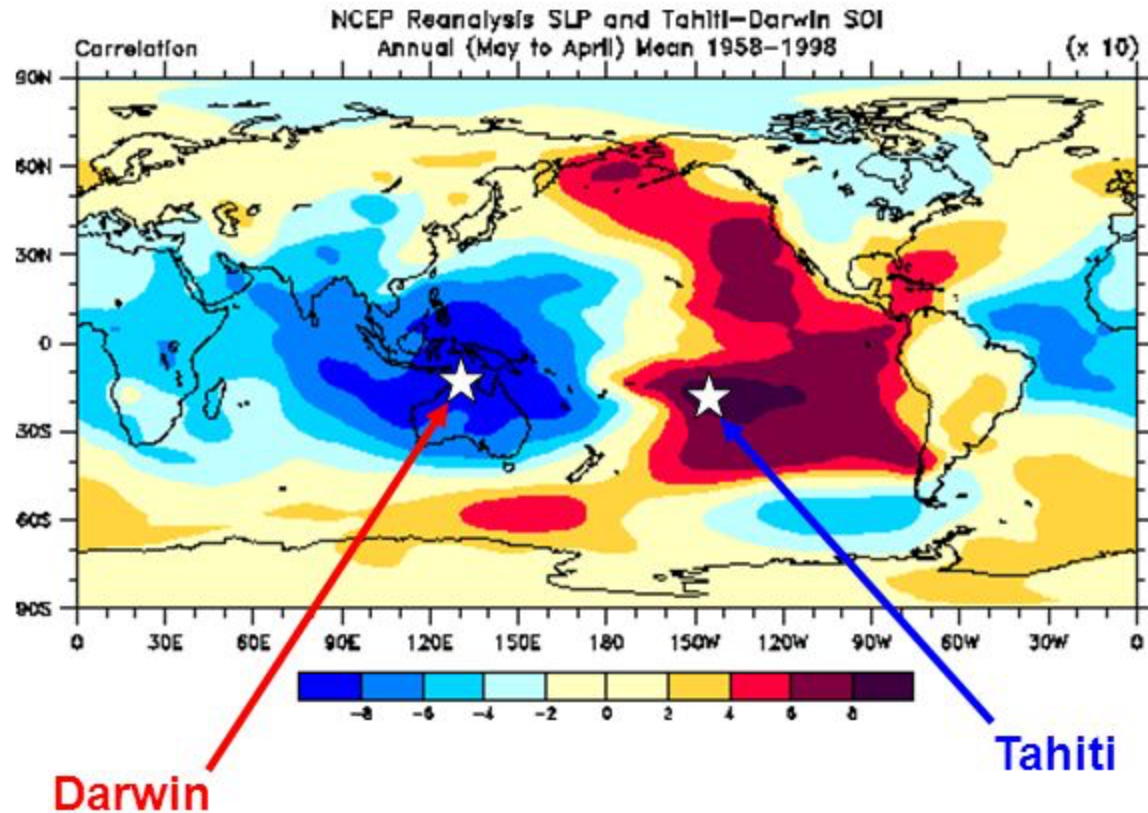 NCEP Reanalysis SLP and Tahiti-Darwin SOI
Correlation Annual (May to April) Mean 1958-1998 (x 10)
90N
60N
30N
0
30S
60S
90S
0 30E 60E 90E 120E 150E 180 150W 120W 90W 60W 30W 0
-8 -6 -4 -2 0 2 4 6 8
Tahiti
Darwin